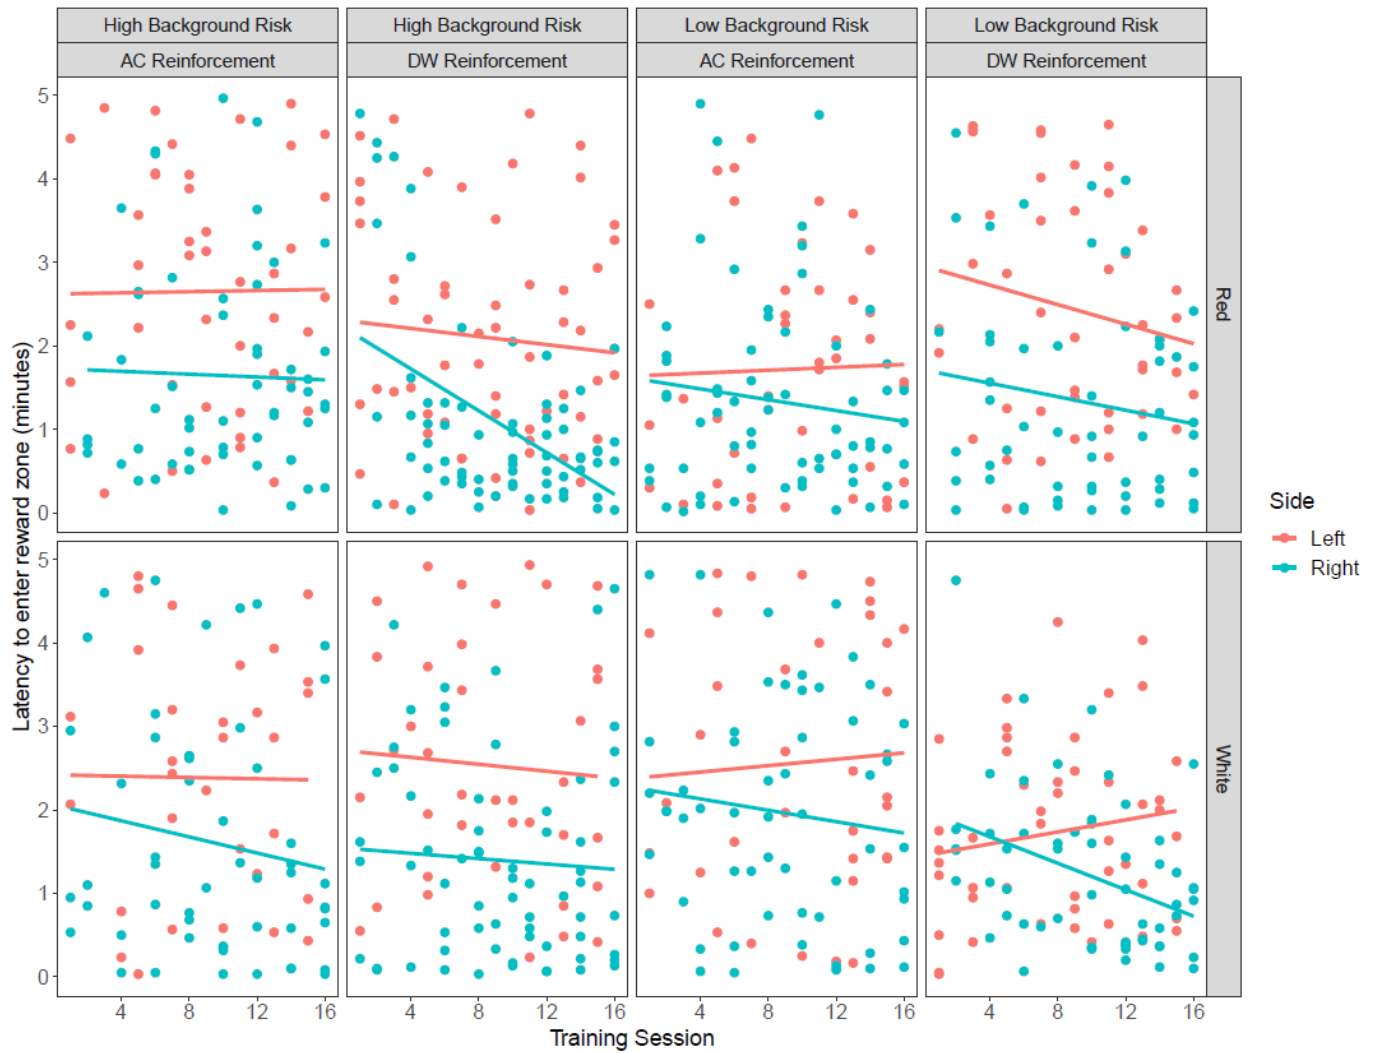 High Background Risk High Background Risk Low Background Risk Low Background Risk
AC Reinforcement DW Reinforcement AC Reinforcement DW Reinforcement
5
4
3
2
1
0
Red
5
4
3
2
1
0
White
Latency to enter reward zone (minutes)
4 8 12 16 4 8 12 16 4 8 12 16 4 8 12 16
Training Session
Side
Left
Right